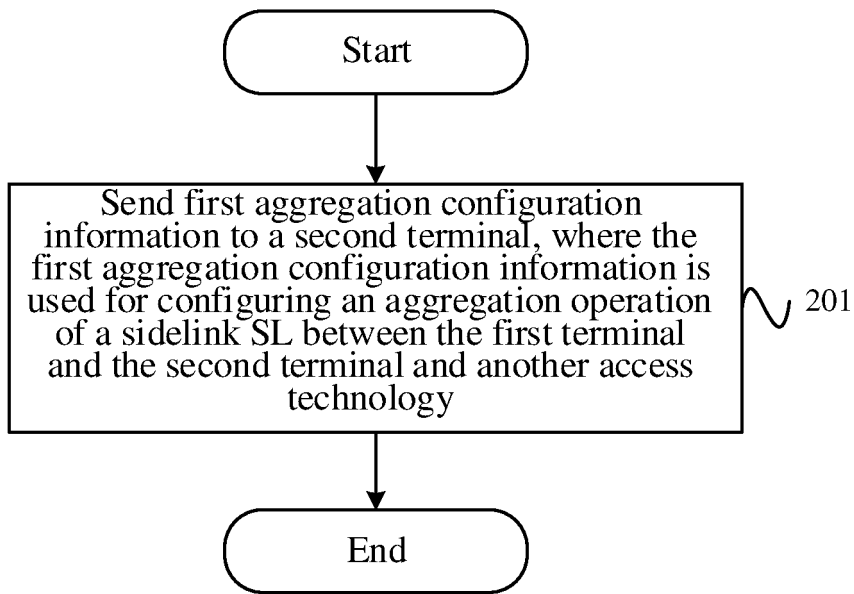 Start
Send first aggregation configuration
information to a second terminal, where the
first aggregation configuration information is
used for configuring an aggregation operation
of a sidelink SL between the first terminal
and the second terminal and another access
technology
201
End